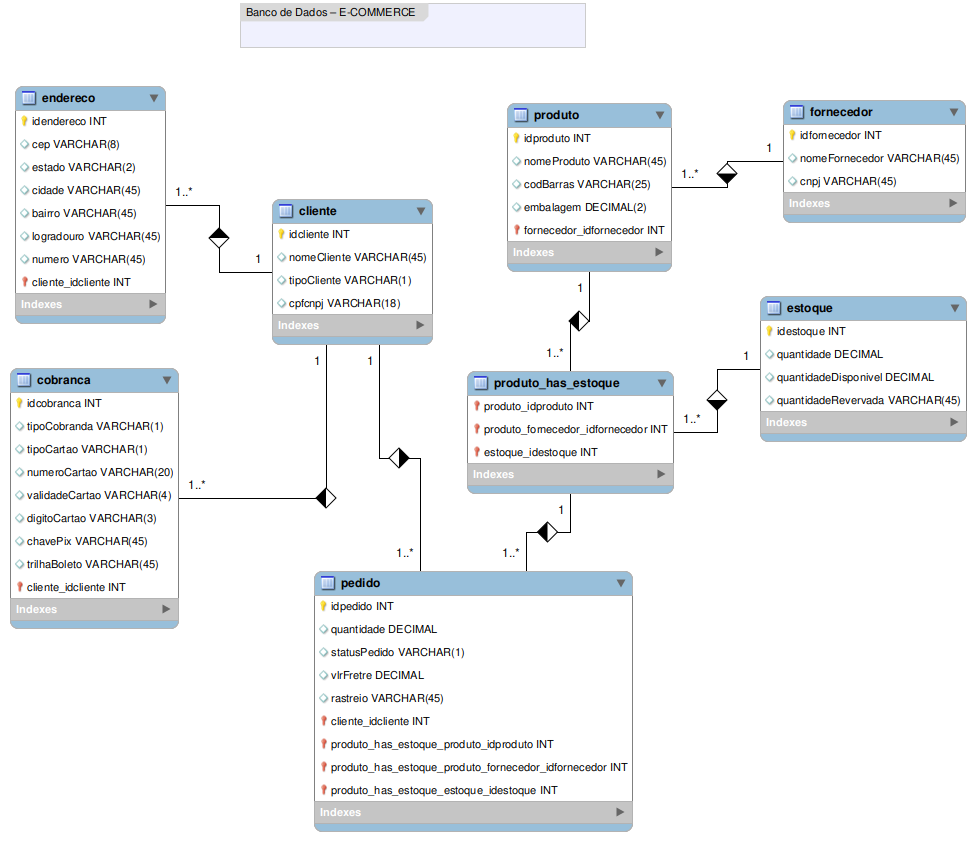 Banco de Dados – E-COMMERCE
endereco
idendereco INT
cep VARCHAR(8)
estado VARCHAR(2)
cidade VARCHAR(45)
bairro VARCHAR(45)
logradouro VARCHAR(45)
numero VARCHAR(45)
cliente_idcliente INT
Indexes
1..*
1
cliente
idcliente INT
nomeCliente VARCHAR(45)
tipoCliente VARCHAR(1)
cpfcnpj VARCHAR(18)
Indexes
1
1
produto
idproduto INT
nomeProduto VARCHAR(45)
codBarras VARCHAR(25)
embalagem DECIMAL(2)
fornecedor_idfornecedor INT
Indexes
1..*
1
fornecedor
idfornecedor INT
nomeFornecedor VARCHAR(45)
cnpj VARCHAR(45)
Indexes
1
1..*
estoque
idestoque INT
quantidade DECIMAL
quantidadeDisponivel DECIMAL
quantidadeRevervada VARCHAR(45)
Indexes
1
1..*
produto_has_estoque
produto_idproduto INT
produto_fornecedor_idfornecedor INT
estoque_idestoque INT
Indexes
1
1..*
cobranca
idcobranca INT
tipoCobranda VARCHAR(1)
tipoCartao VARCHAR(1)
numeroCartao VARCHAR(20)
validadeCartao VARCHAR(4)
digitoCartao VARCHAR(3)
chavePix VARCHAR(45)
trilhaBoleto VARCHAR(45)
cliente_idcliente INT
Indexes
1..*
1..*
pedido
idpedido INT
quantidade DECIMAL
statusPedido VARCHAR(1)
vlrFretre DECIMAL
rastreio VARCHAR(45)
cliente_idcliente INT
produto_has_estoque_produto_idproduto INT
produto_has_estoque_produto_fornecedor_idfornecedor INT
produto_has_estoque_estoque_idestoque INT
Indexes